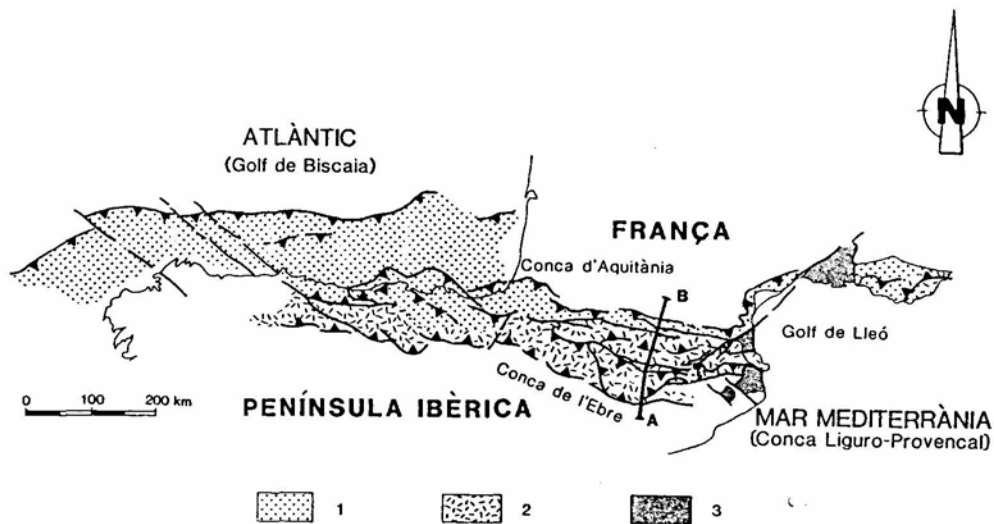 N
ATLÀNTIC
(Golf de Biscaia)
FRANÇA
Conca d'Aquitània
B
Golf de Lleó
Conca de l'Ebre
A
0 100 200 km
PENÍNSULA IBÈRICA
MAR MEDITERRÀNIA
(Conca Liguro-Provencal)
1 2 3